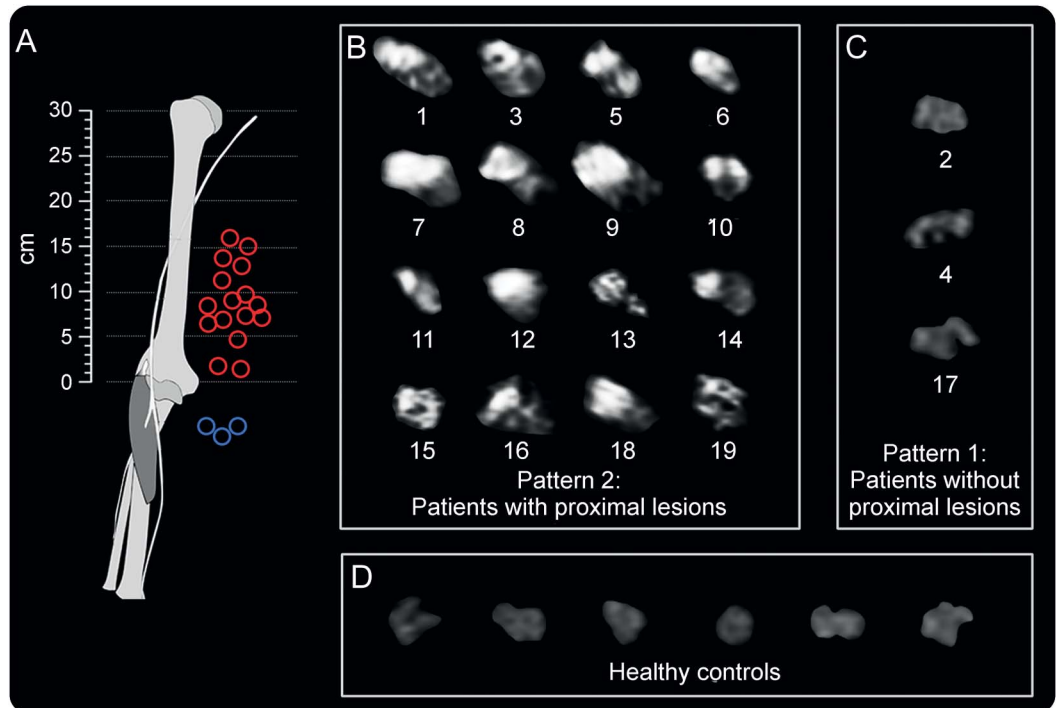 A
30
25
20
15
10
5
0
cm
B
1 3 5 6
7 8 9 10
11 12 13 14
15 16 18 19
Pattern 2:
Patients with proximal lesions
C
2
4
17
Pattern 1:
Patients without
proximal lesions
D
Healthy controls